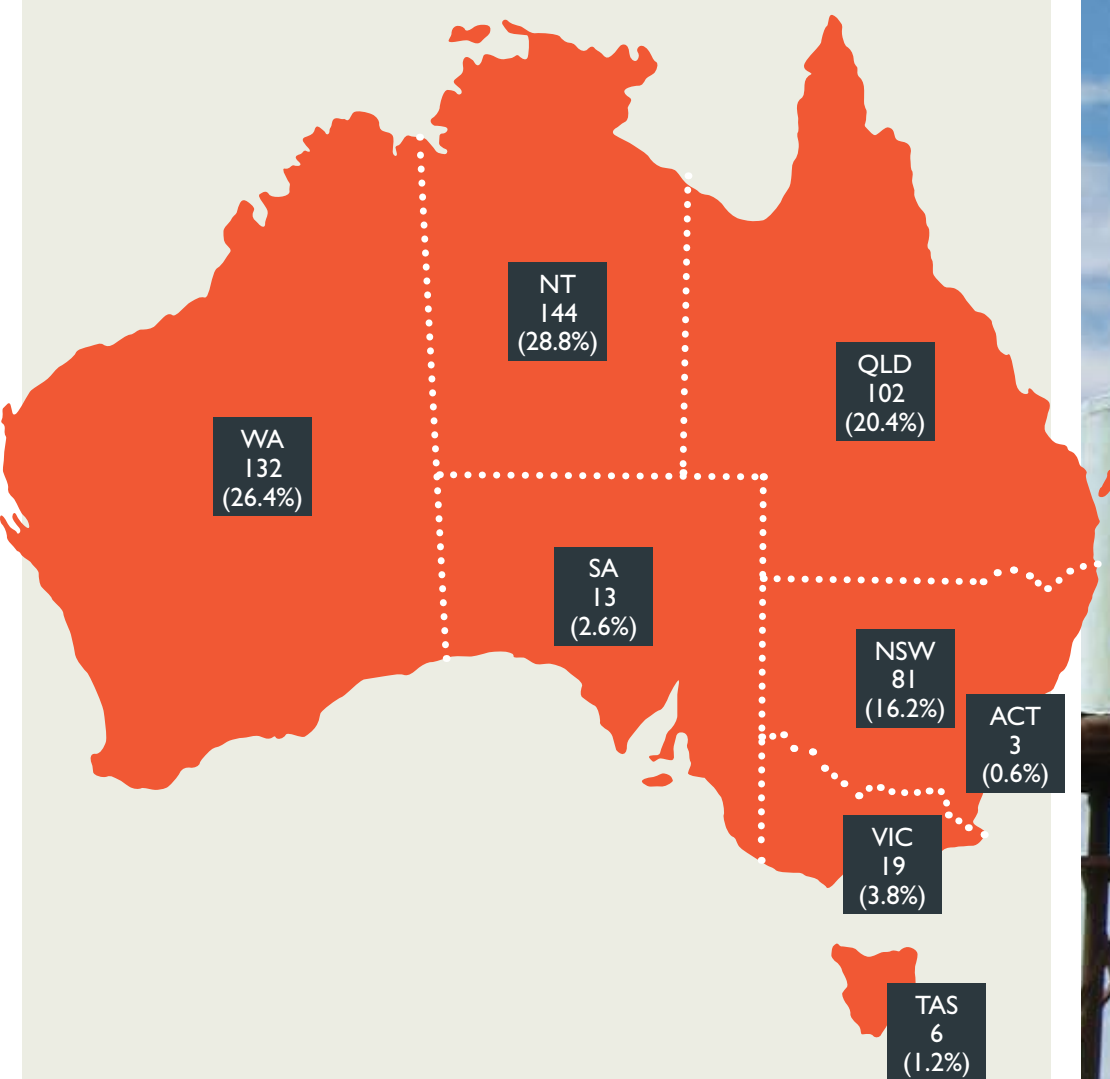 NT
144
(28.8%)
QLD
102
(20.4%)
WA
132
(26.4%)
SA
13
(2.6%)
NSW
81
(16.2%)
ACT
3
(0.6%)
VIC
19
(3.8%)
TAS
6
(1.2%)